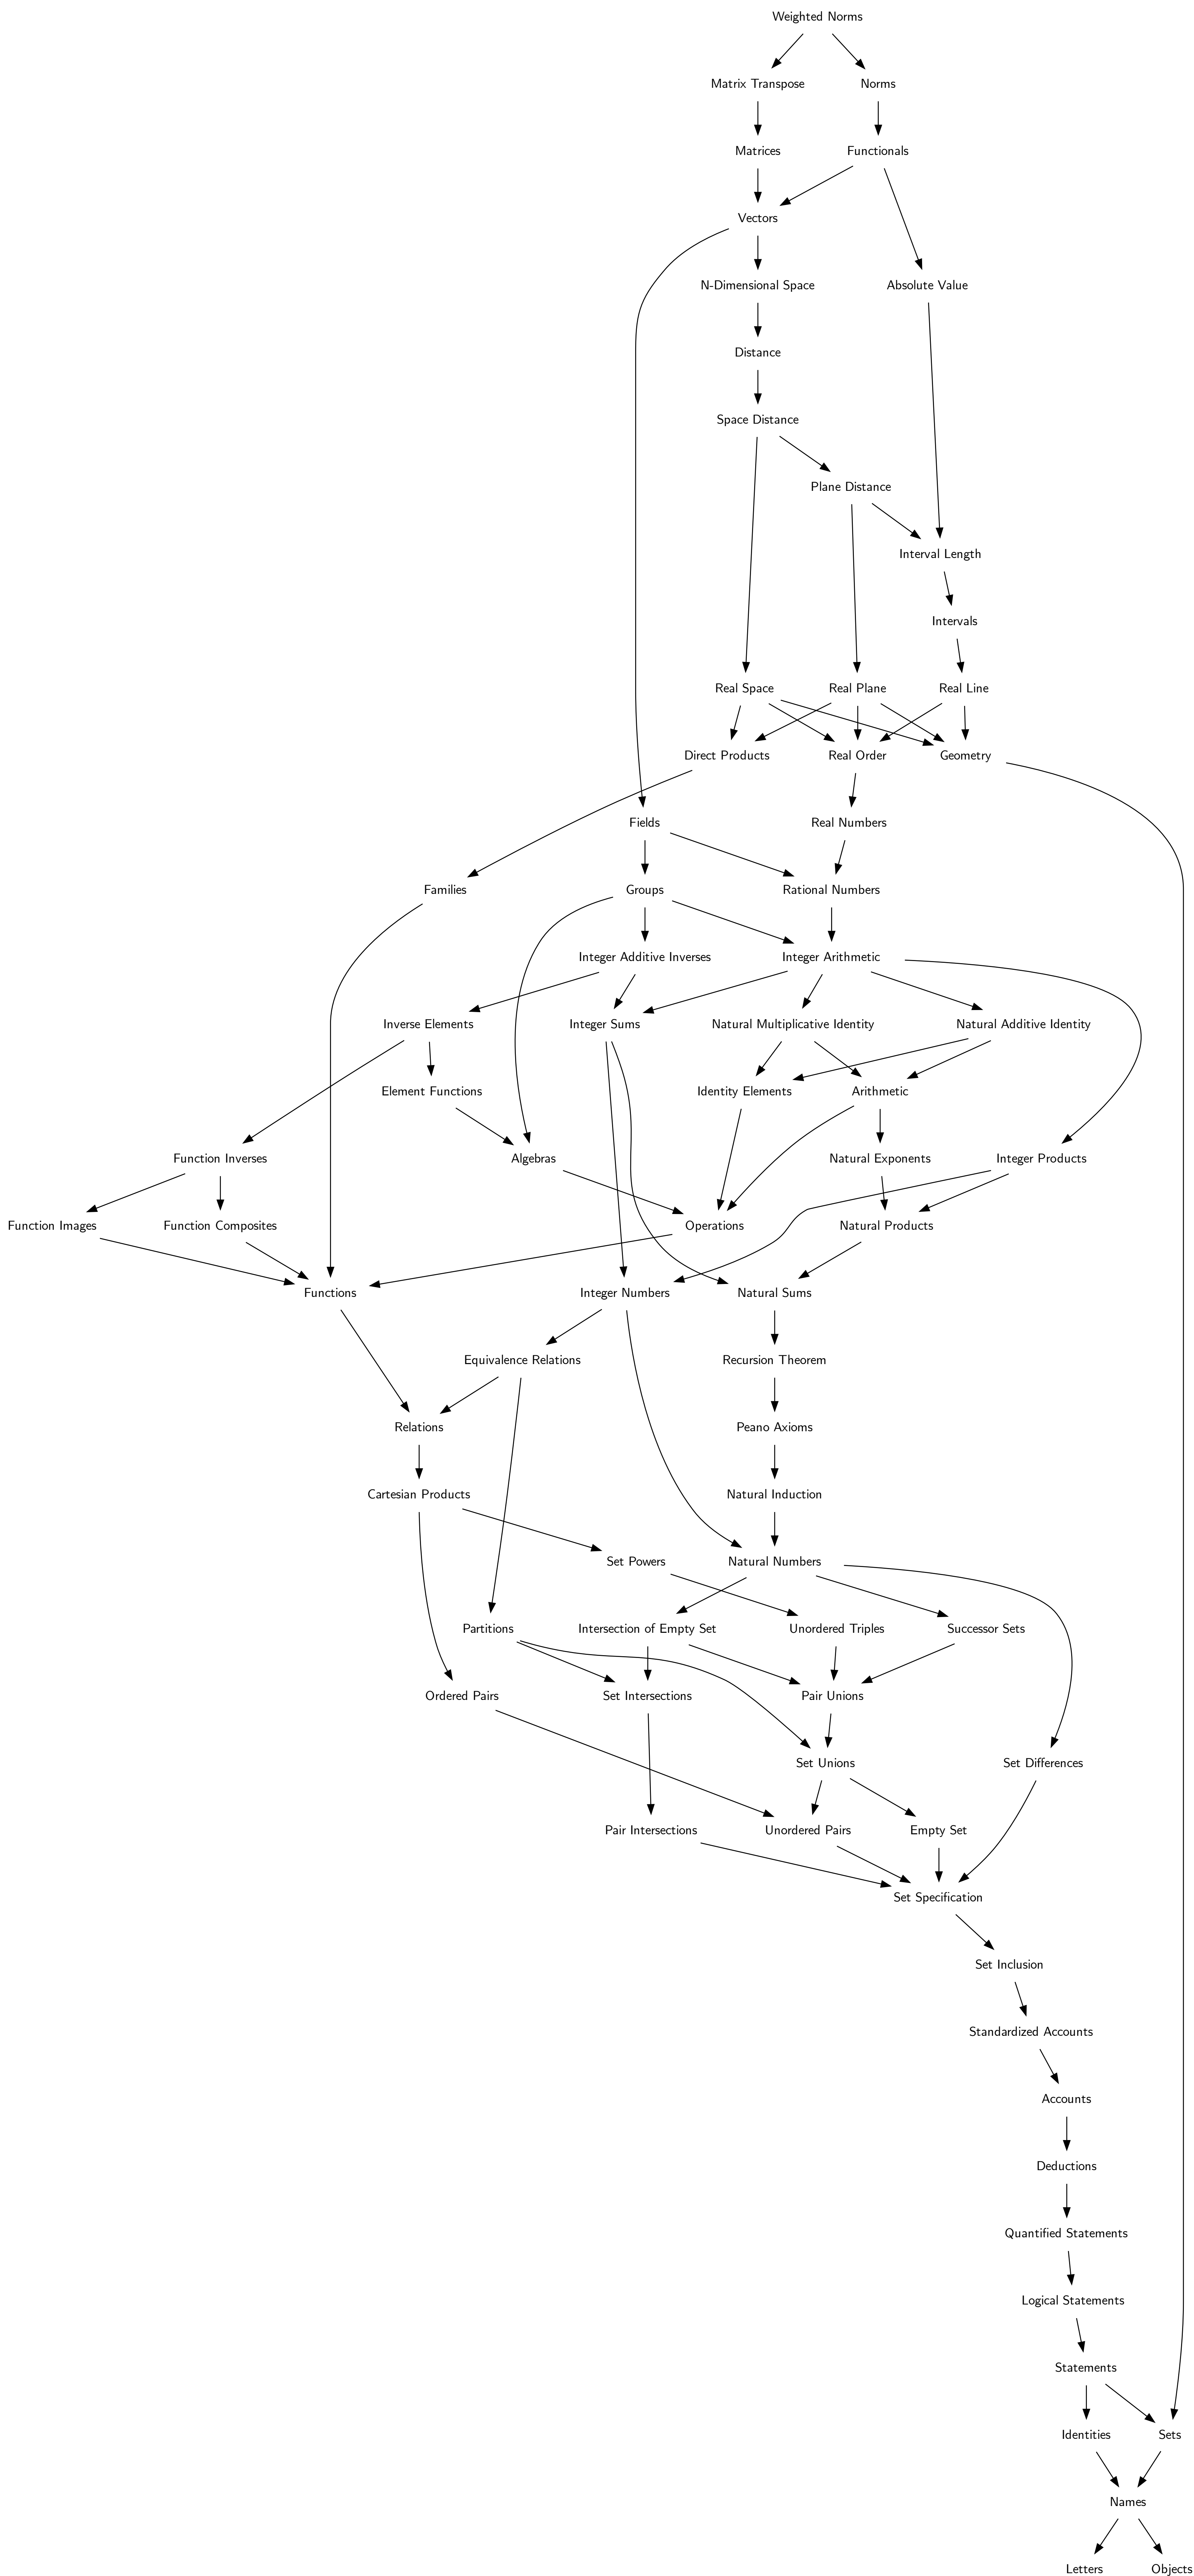 Weighted Norms
Matrix Transpose
Norms
Matrices
Functionals
Vectors
N-Dimensional Space
Absolute Value
Distance
Space Distance
Plane Distance
Interval Length
Intervals
Real Space
Real Plane
Real Line
Direct Products
Real Order
Geometry
Fields
Real Numbers
Families
Groups
Rational Numbers
Integer Additive Inverses
Integer Arithmetic
Inverse Elements
Integer Sums
Natural Multiplicative Identity
Natural Additive Identity
Element Functions
Identity Elements
Arithmetic
Function Inverses
Algebras
Natural Exponents
Integer Products
Function Images
Function Composites
Operations
Natural Products
Functions
Integer Numbers
Natural Sums
Equivalence Relations
Recursion Theorem
Relations
Peano Axioms
Cartesian Products
Natural Induction
Set Powers
Natural Numbers
Partitions
Intersection of Empty Set
Unordered Triples
Successor Sets
Ordered Pairs
Set Intersections
Pair Unions
Set Unions
Set Differences
Pair Intersections
Unordered Pairs
Empty Set
Set Specification
Set Inclusion
Standardized Accounts
Accounts
Deductions
Quantified Statements
Logical Statements
Statements
Identities
Sets
Names
Letters
Objects